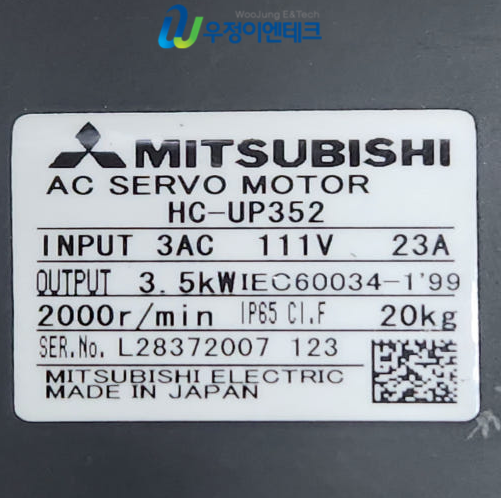 WooJung E&Tech
우정이엔테크
MITSUBISHI
AC SERVO MOTOR
HC-UP352
INPUT 3AC 111V 23A
OUTPUT 3.5kW IEC60034-1'99
2000r/min IP65 Cl.F 20kg
SER.No. L28372007 123
MITSUBISHI ELECTRIC
MADE IN JAPAN